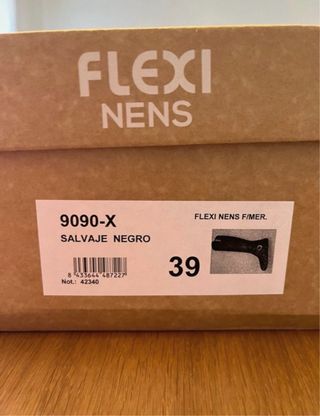 FLEXI
NENS
9090-X
FLEXI NENS F/MER.
SALVAJE NEGRO
39
8 433644 487227
Not.: 42340